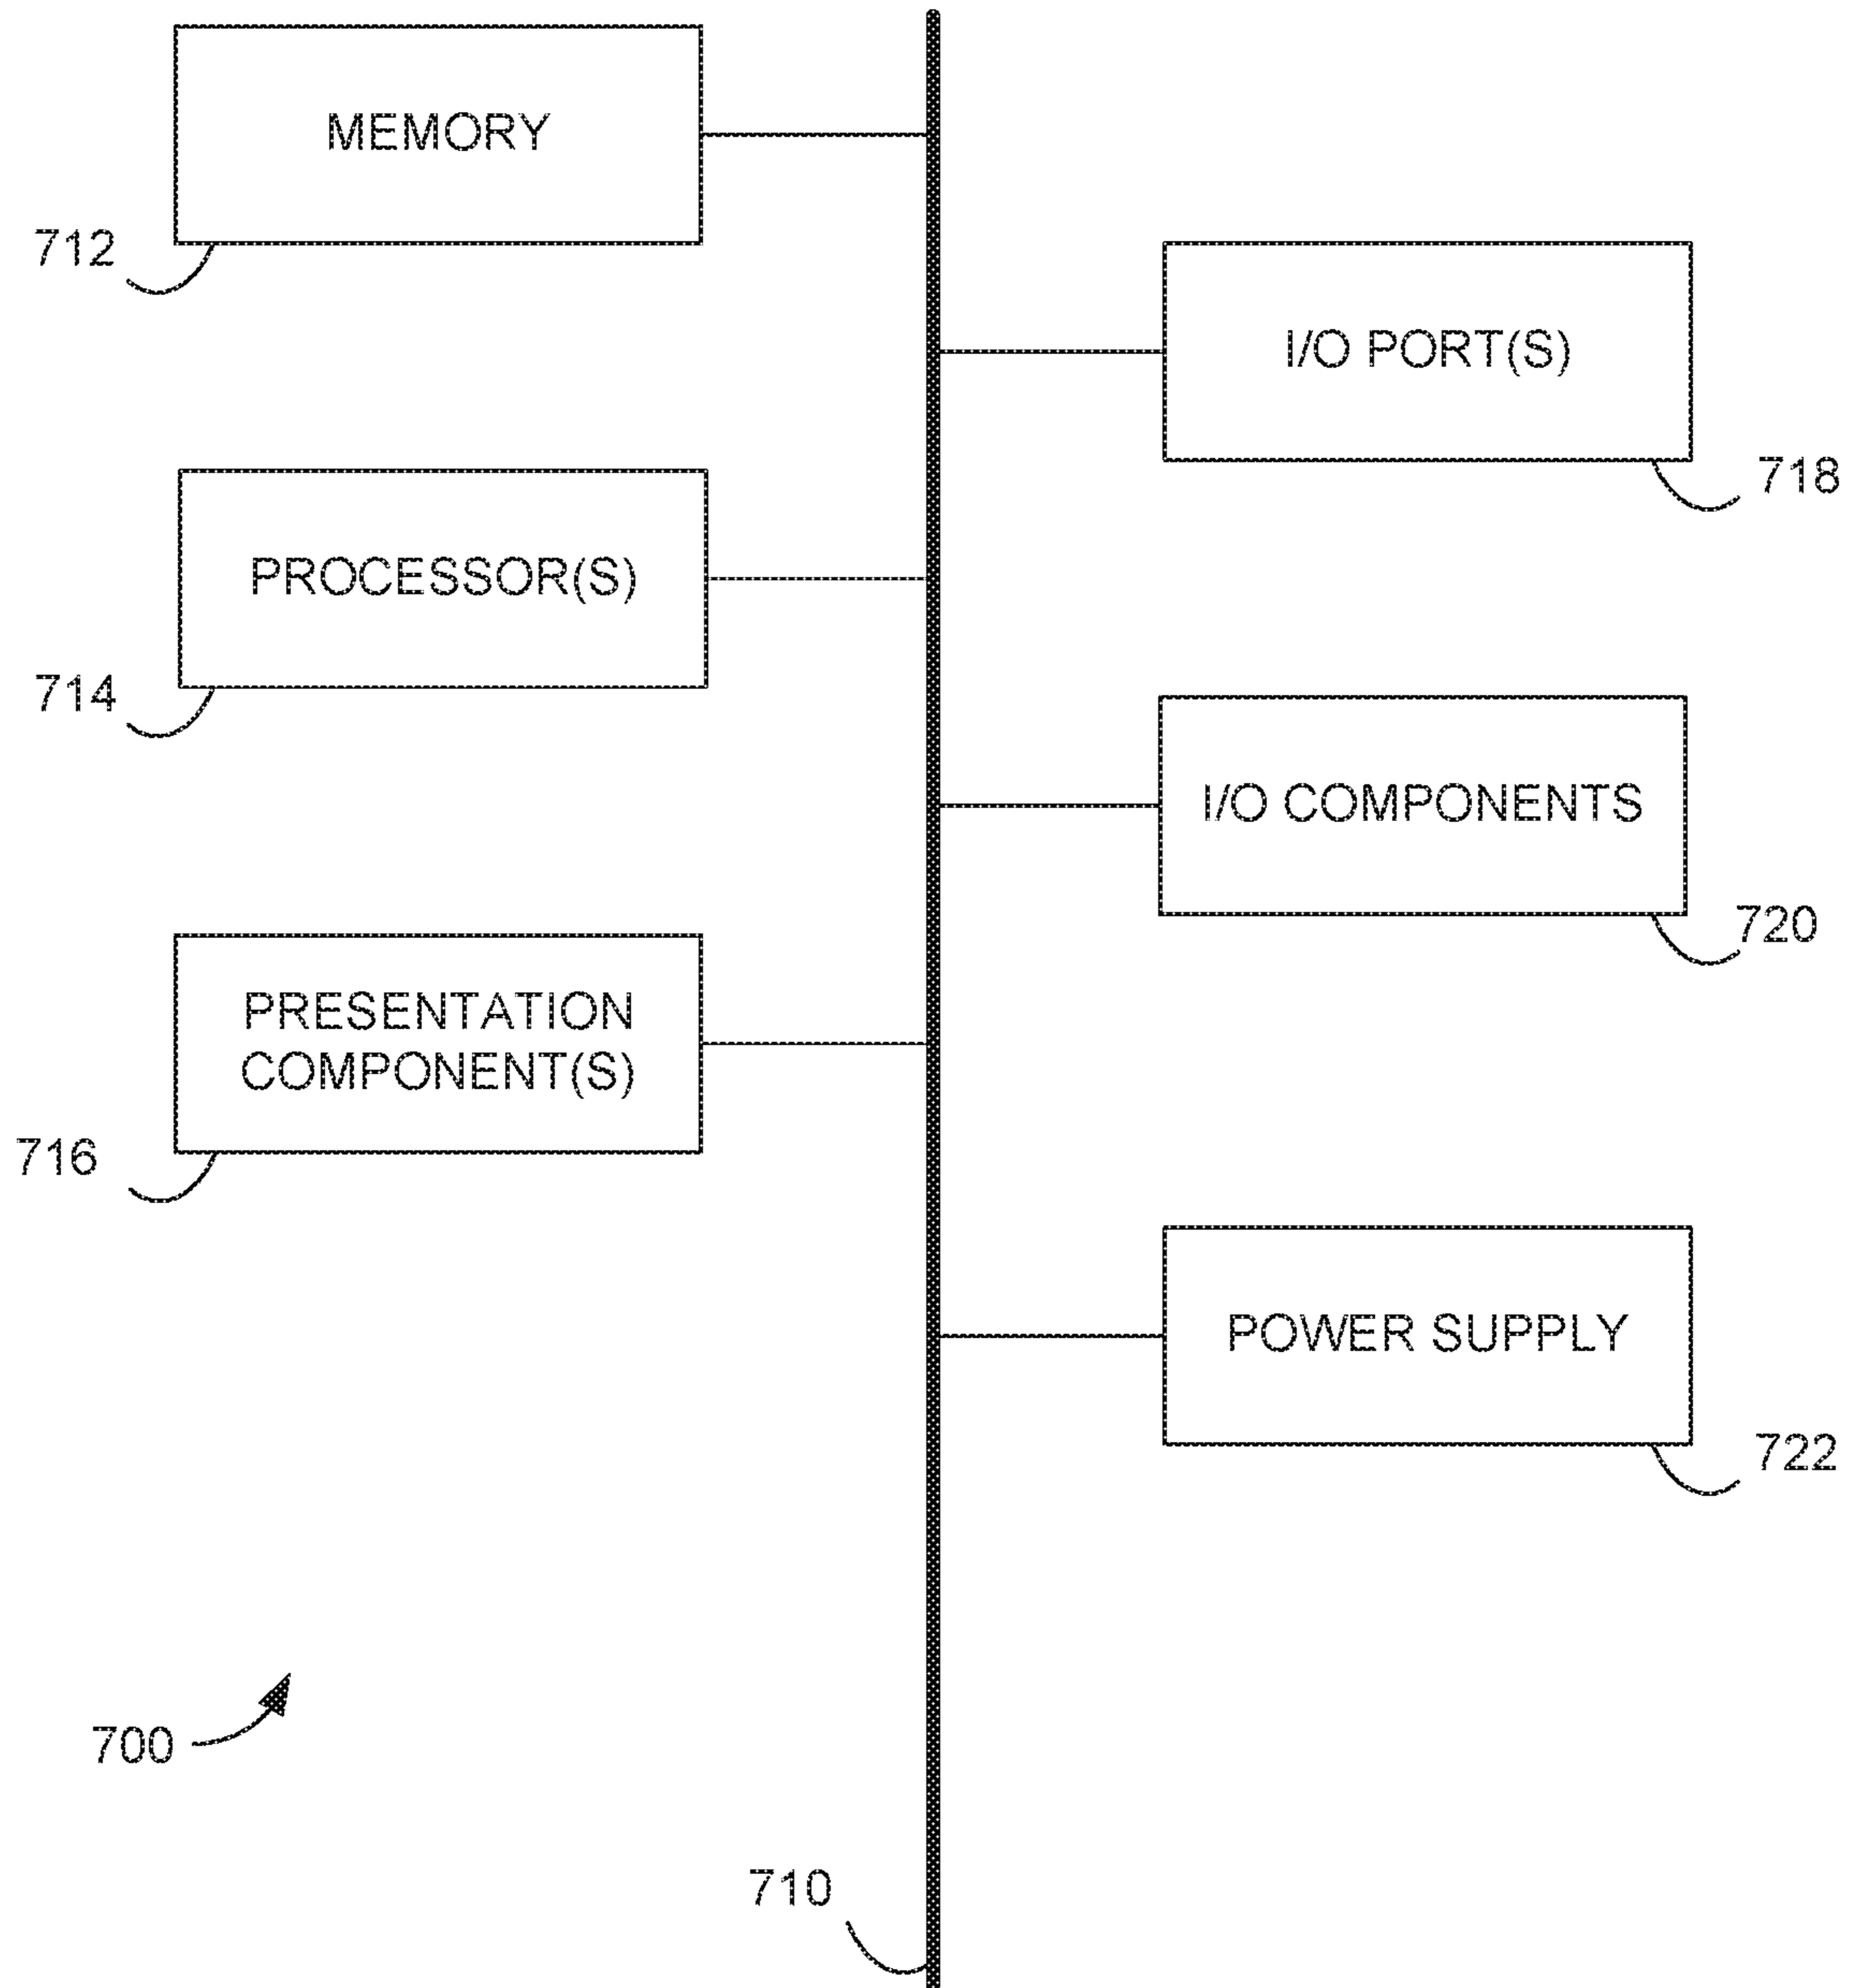 MEMORY
712
I/O PORT(S)
718
PROCESSOR(S)
714
I/O COMPONENTS
720
PRESENTATION
COMPONENT(S)
716
POWER SUPPLY
722
700
710